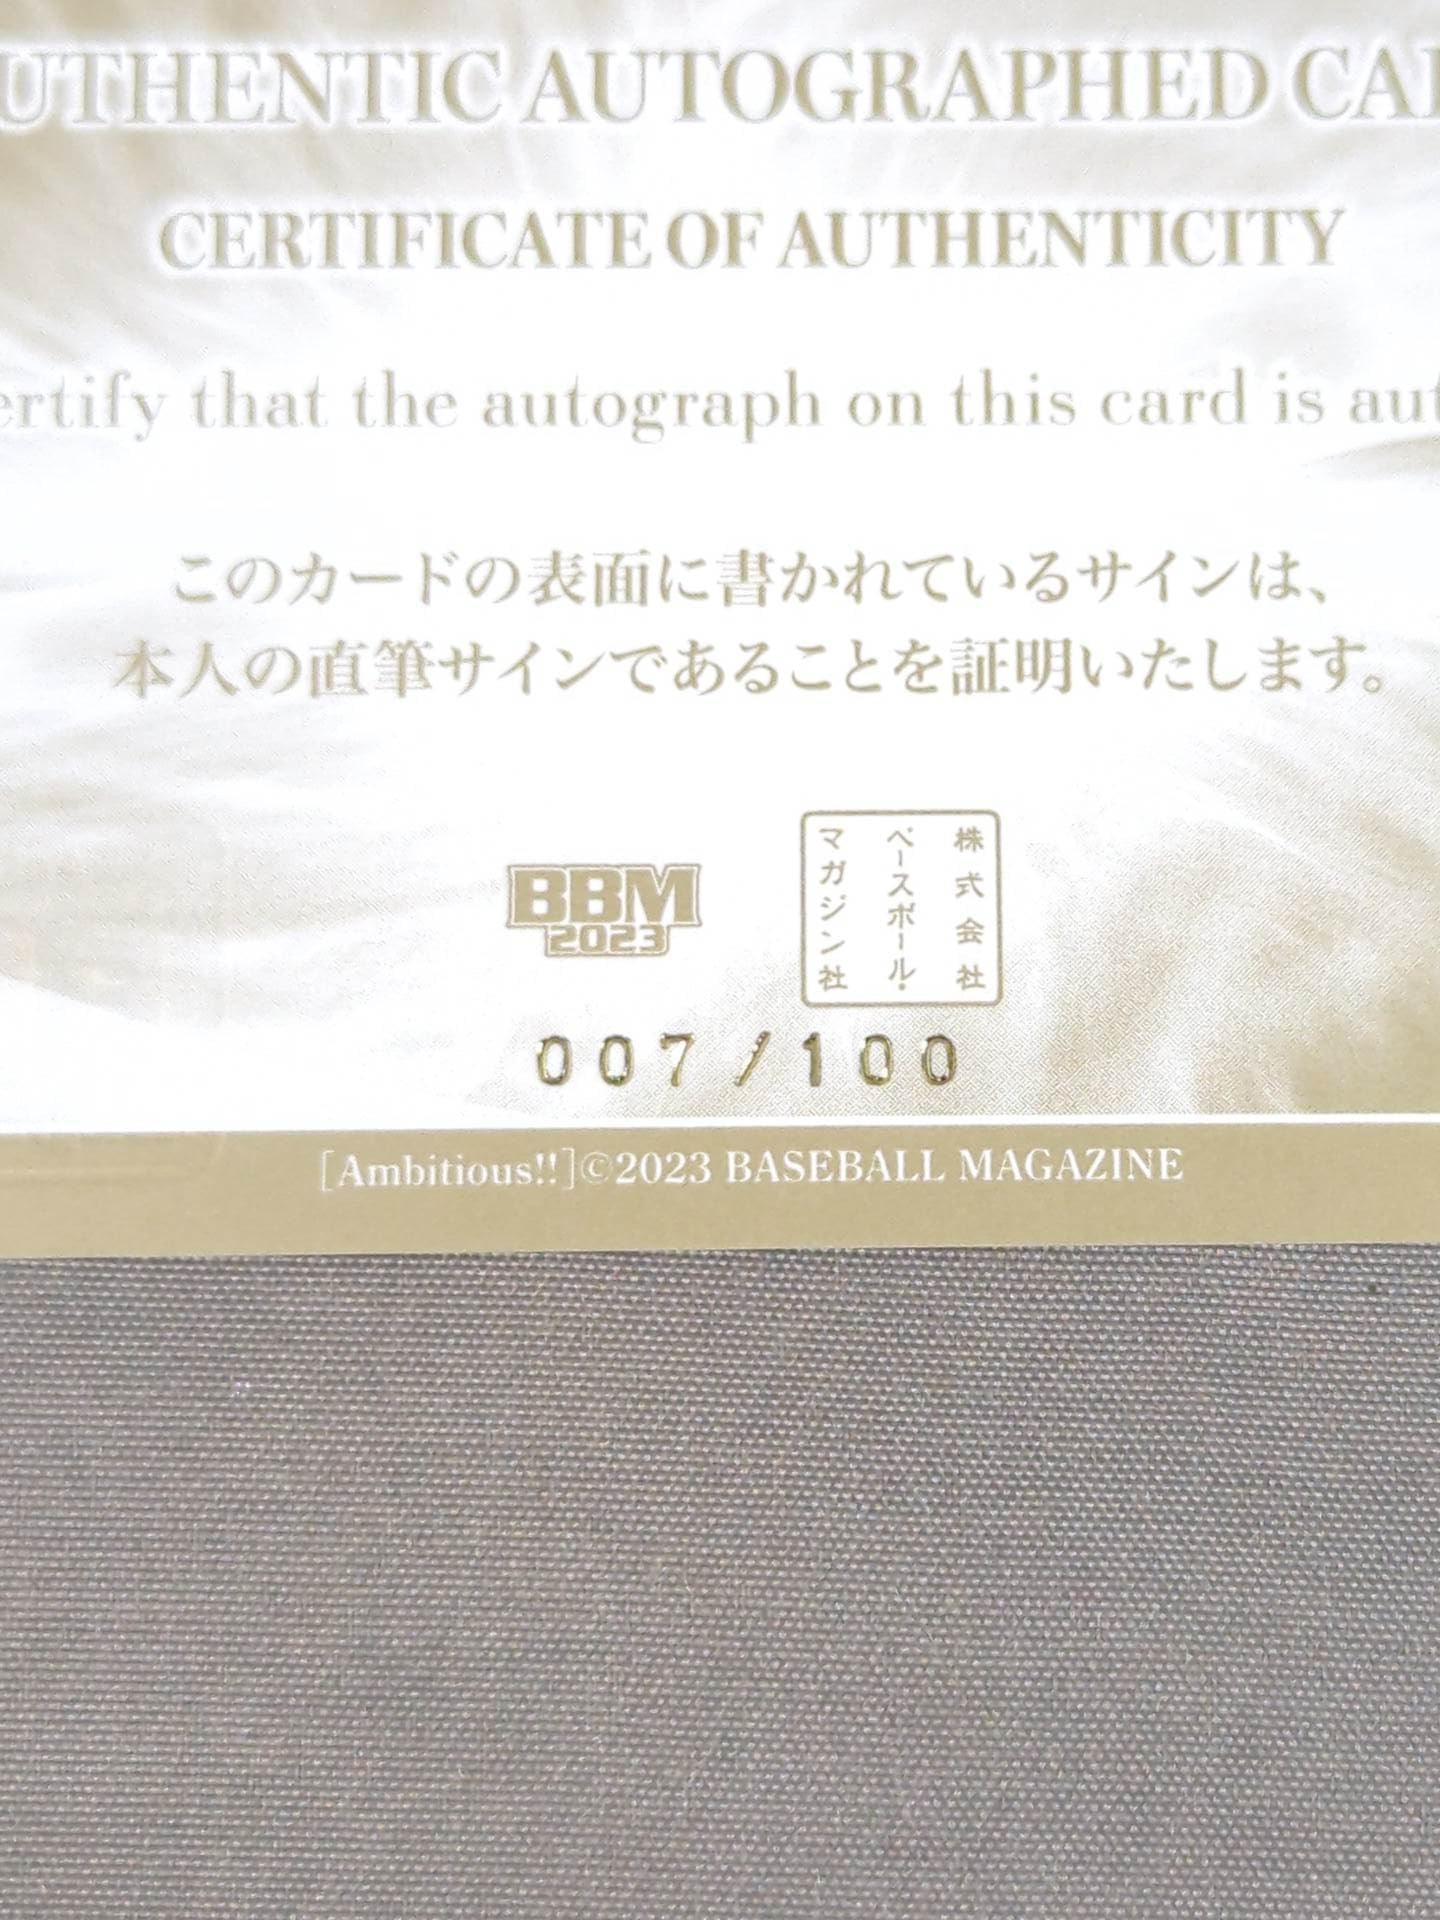 AUTHENTIC AUTOGRAPHED CAR
CERTIFICATE OF AUTHENTICITY
ertify that the autograph on this card is aut
このカードの表面に書かれているサインは、
本人の直筆サインであることを証明いたします。
BBM
2023
株式会社
ベースボール・
マガジン社
007/100
[Ambitious!!]©2023 BASEBALL MAGAZINE